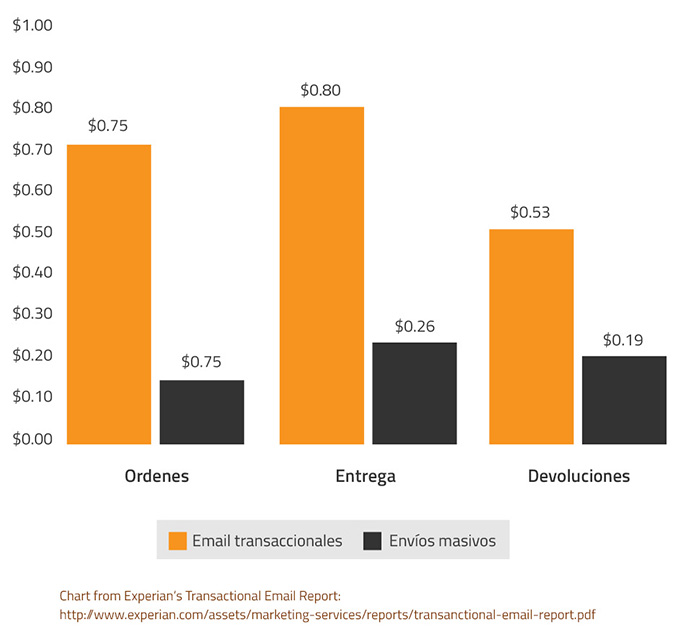 $1.00
$0.90
$0.80
$0.70
$0.60
$0.50
$0.40
$0.30
$0.20
$0.10
$0.00
$0.75
$0.75
$0.80
$0.26
$0.53
$0.19
Ordenes
Entrega
Devoluciones
Email transaccionales
Envíos masivos
Chart from Experian's Transactional Email Report:
http://www.experian.com/assets/marketing-services/reports/transanctional-email-report.pdf